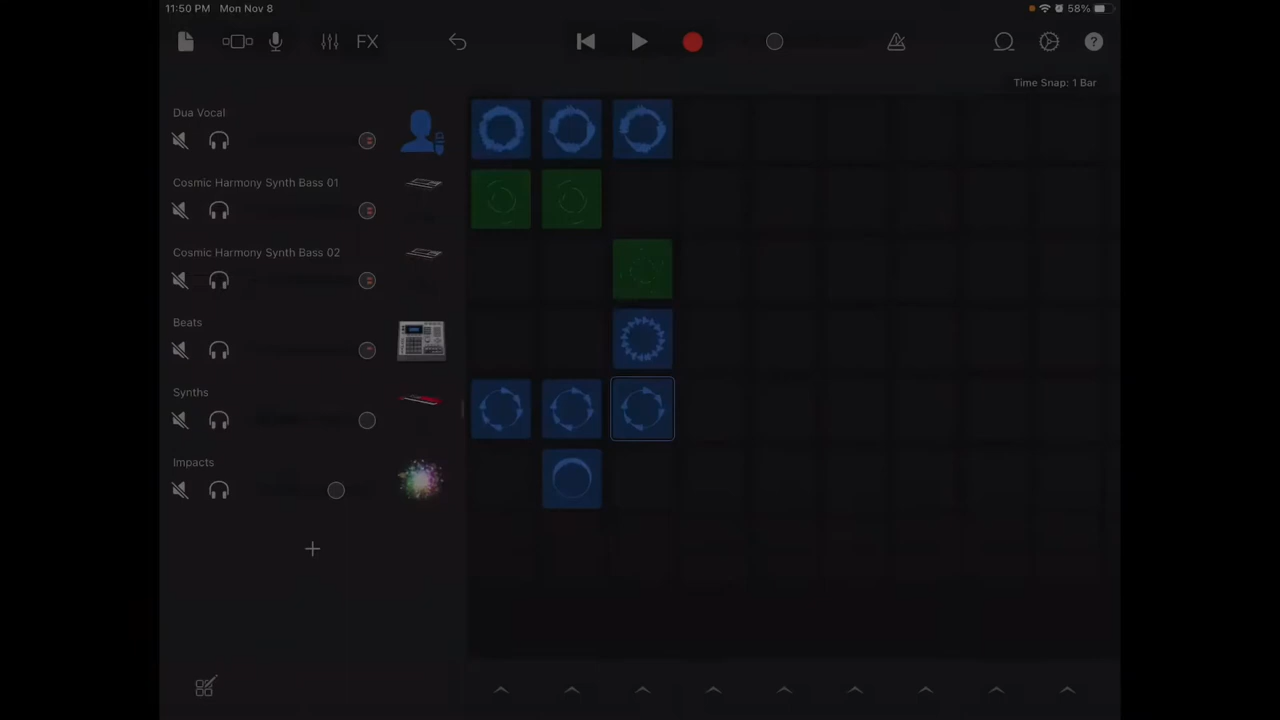 11:50 PM Mon Nov 8
58%
FX
?
Time Snap: 1 Bar
Dua Vocal
Cosmic Harmony Synth Bass 01
Cosmic Harmony Synth Bass 02
Beats
Synths
Impacts